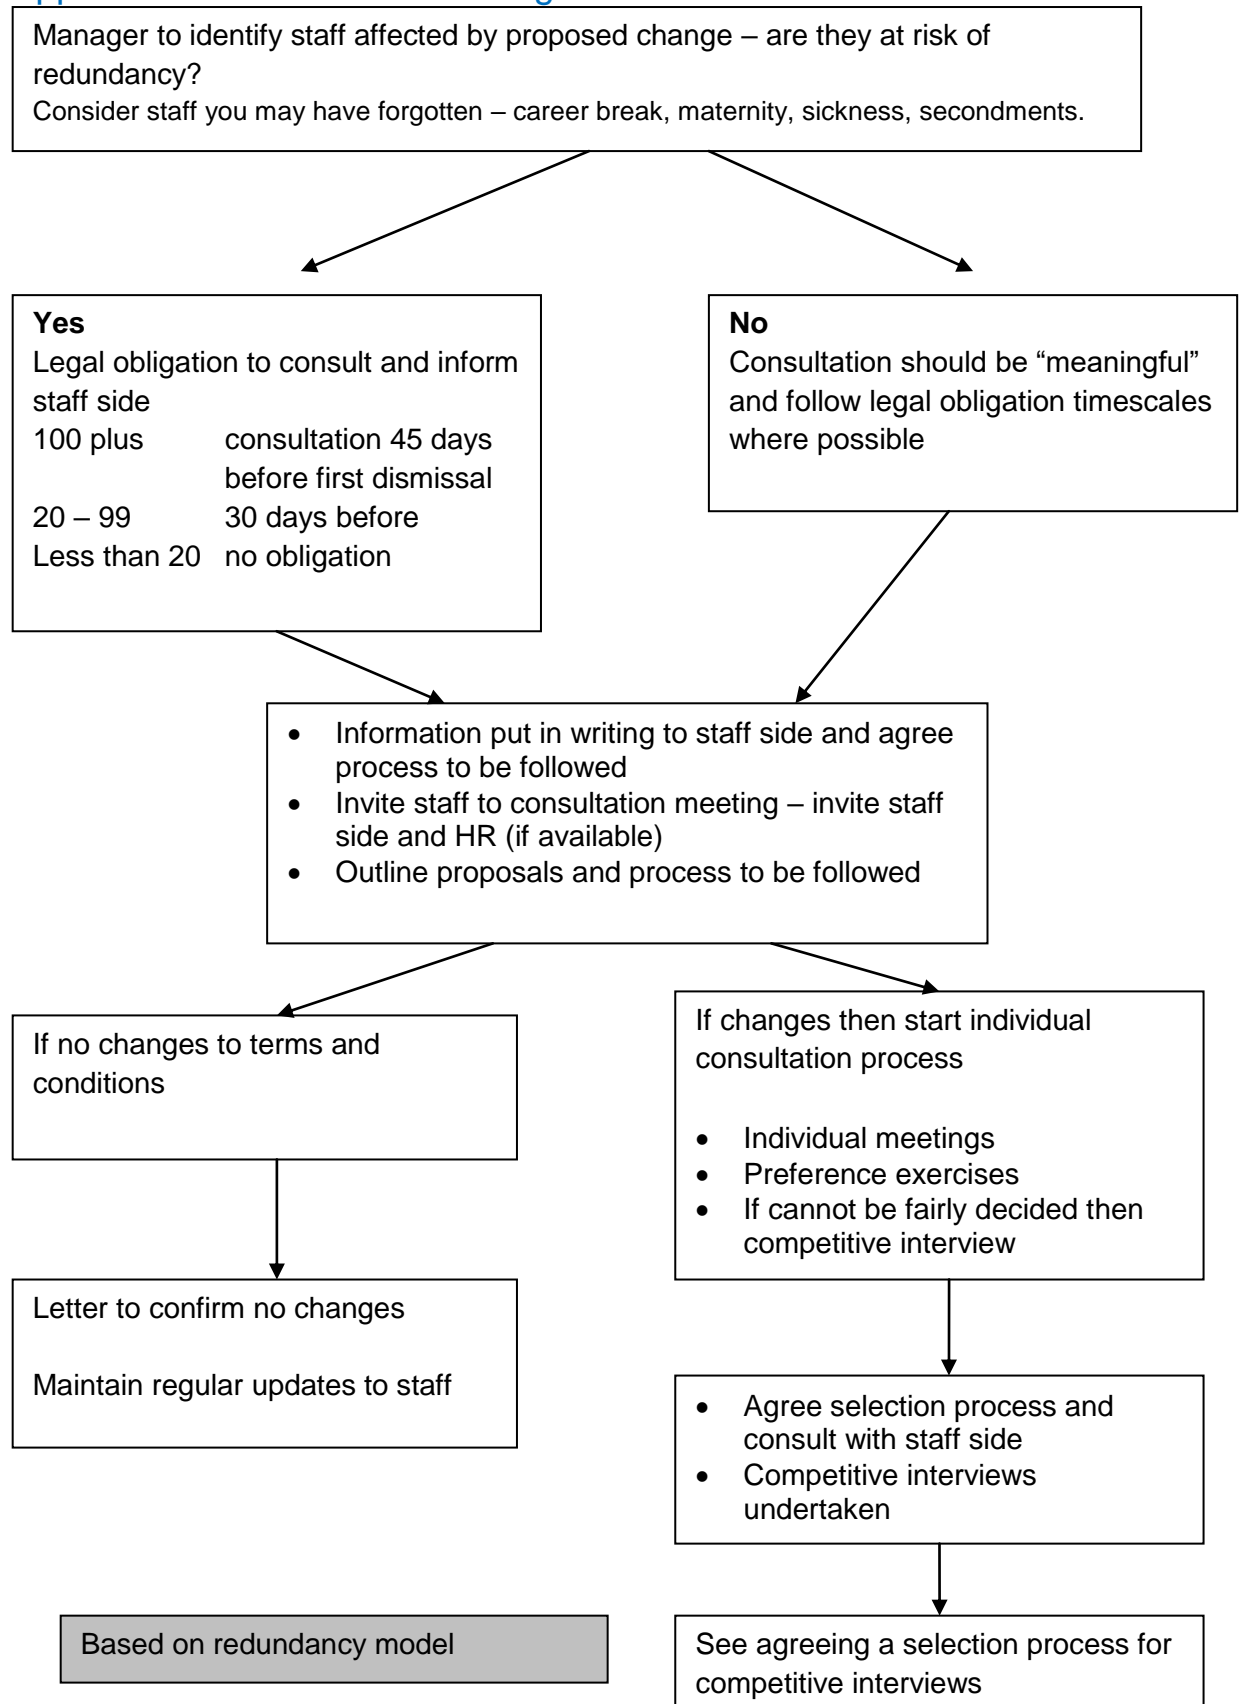 Manager to identify staff affected by proposed change – are they at risk of
redundancy?
Consider staff you may have forgotten – career break, maternity, sickness, secondments.
Yes
Legal obligation to consult and inform
staff side
100 plus consultation 45 days
before first dismissal
20 – 99 30 days before
Less than 20 no obligation
No
Consultation should be “meaningful”
and follow legal obligation timescales
where possible
• Information put in writing to staff side and agree
process to be followed
• Invite staff to consultation meeting – invite staff
side and HR (if available)
• Outline proposals and process to be followed
If no changes to terms and
conditions
Letter to confirm no changes
Maintain regular updates to staff
If changes then start individual
consultation process
• Individual meetings
• Preference exercises
• If cannot be fairly decided then
competitive interview
• Agree selection process and
consult with staff side
• Competitive interviews
undertaken
See agreeing a selection process for
competitive interviews
Based on redundancy model